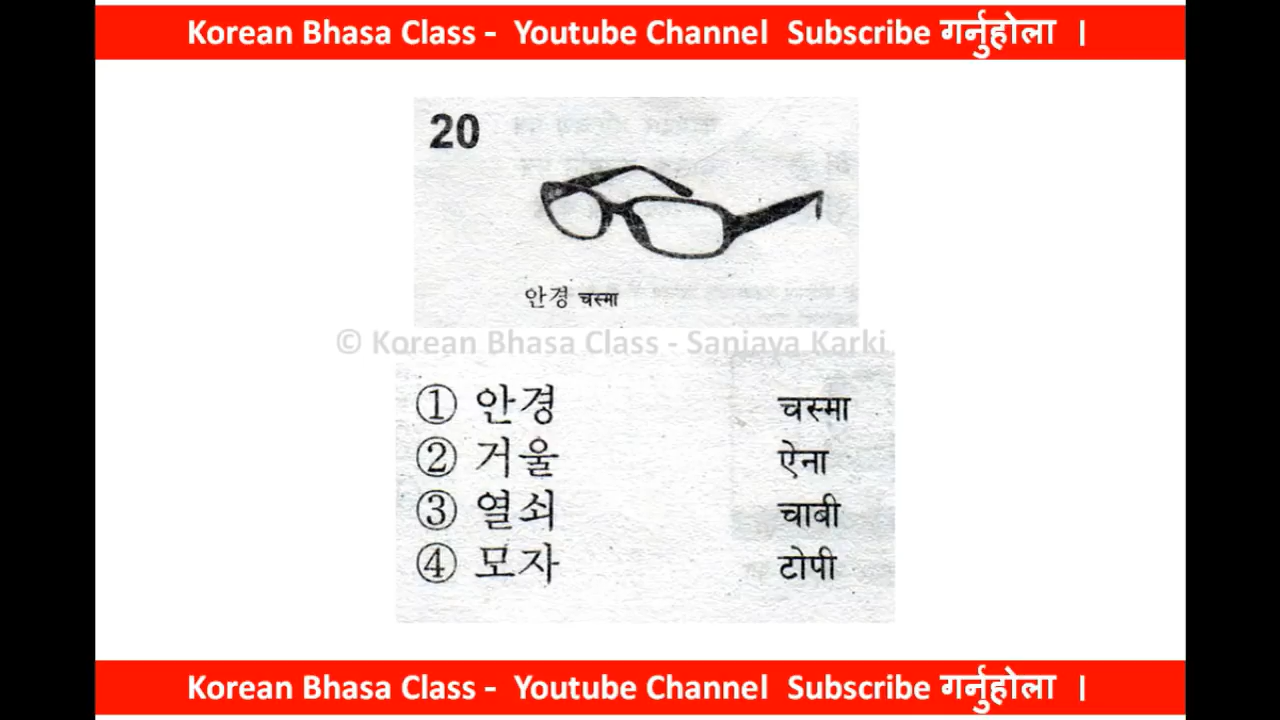 Korean Bhasa Class - Youtube Channel Subscribe गर्नुहोला ।
20
안경 चस्मा
© Korean Bhasa Class - Sanjaya Karki
① 안경 चस्मा
② 거울 ऐना
③ 열쇠 चाबी
④ 모자 टोपी
Korean Bhasa Class - Youtube Channel Subscribe गर्नुहोला ।